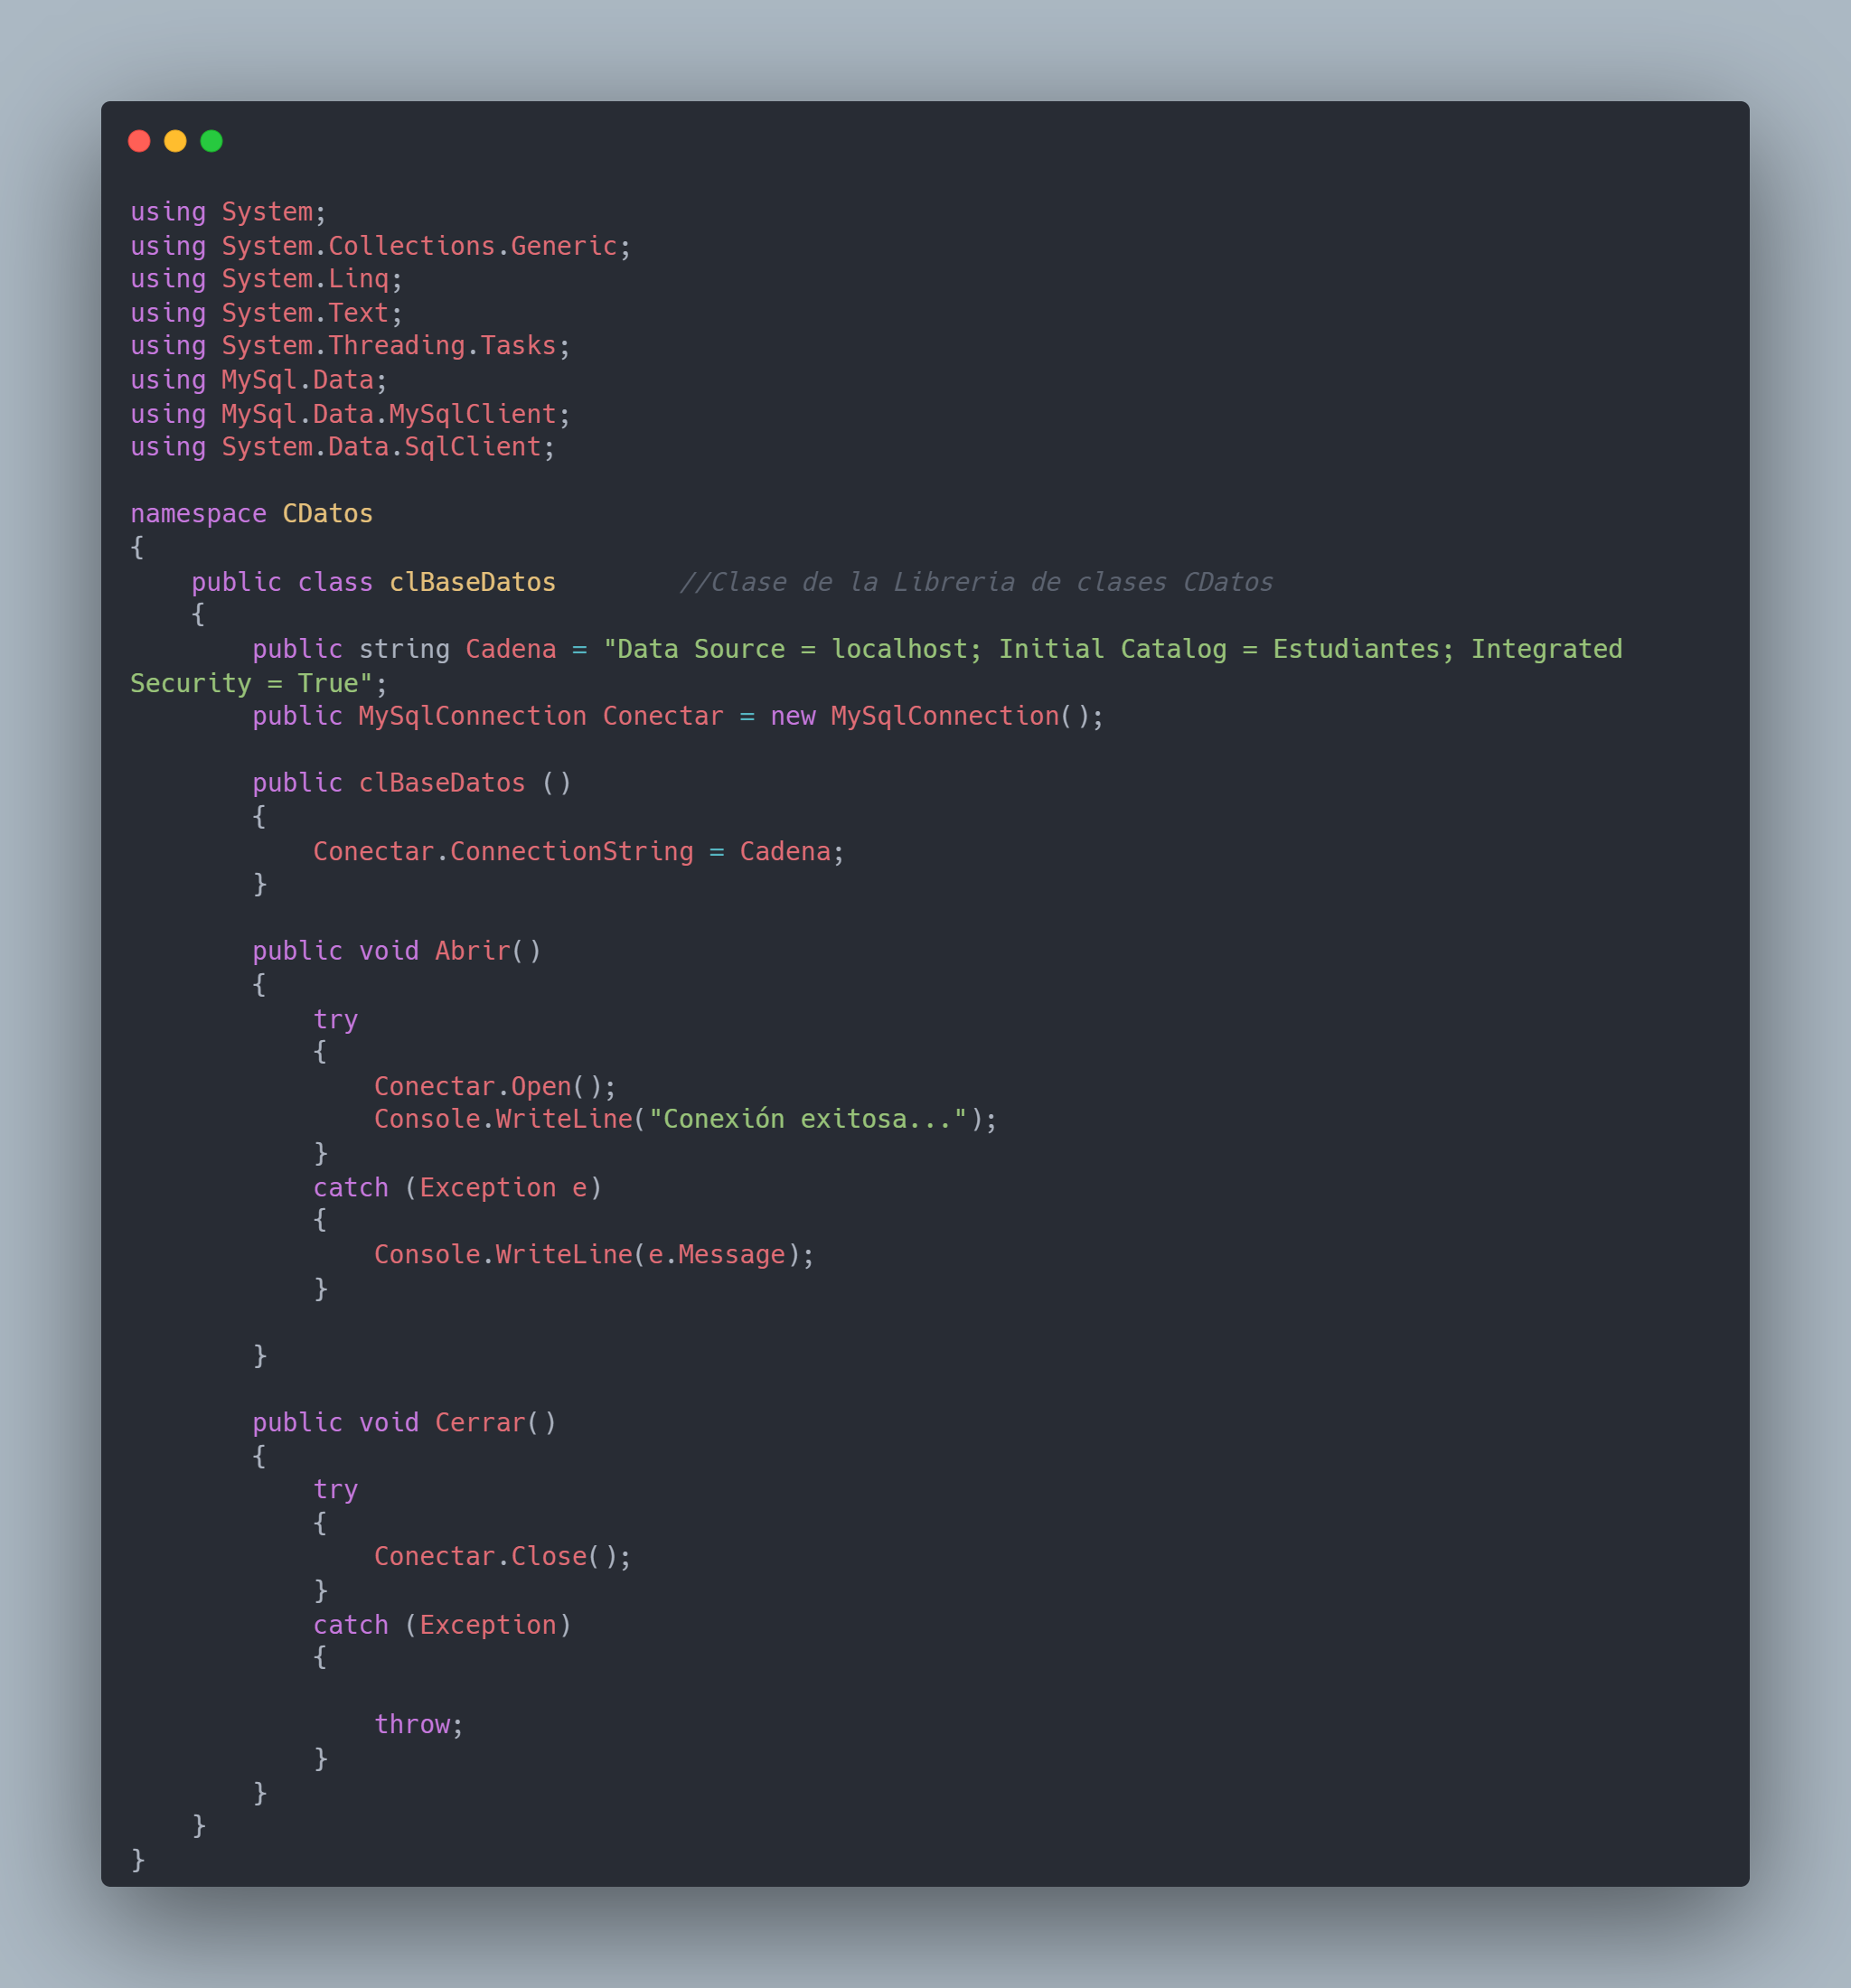 using System;
using System.Collections.Generic;
using System.Linq;
using System.Text;
using System.Threading.Tasks;
using MySql.Data;
using MySql.Data.MySqlClient;
using System.Data.SqlClient;

namespace CDatos
{
    public class clBaseDatos        //Clase de la Libreria de clases CDatos
    {
        public string Cadena = "Data Source = localhost; Initial Catalog = Estudiantes; Integrated
Security = True";
        public MySqlConnection Conectar = new MySqlConnection();

        public clBaseDatos ()
        {
            Conectar.ConnectionString = Cadena;
        }

        public void Abrir()
        {
            try
            {
                Conectar.Open();
                Console.WriteLine("Conexión exitosa...");
            }
            catch (Exception e)
            {
                Console.WriteLine(e.Message);
            }

        }

        public void Cerrar()
        {
            try
            {
                Conectar.Close();
            }
            catch (Exception)
            {

                throw;
            }
        }
    }
}